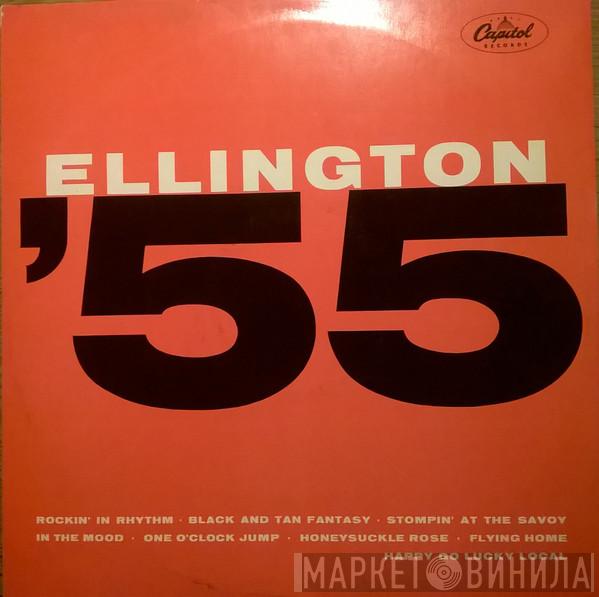 Capitol
RECORDS
ELLINGTON
'55
ROCKIN' IN RHYTHM · BLACK AND TAN FANTASY · STOMPIN' AT THE SAVOY
IN THE MOOD · ONE O'CLOCK JUMP · HONEYSUCKLE ROSE · FLYING HOME
HAPPY GO LUCKY LOCAL
МАРКЕТ ВИНИЛА